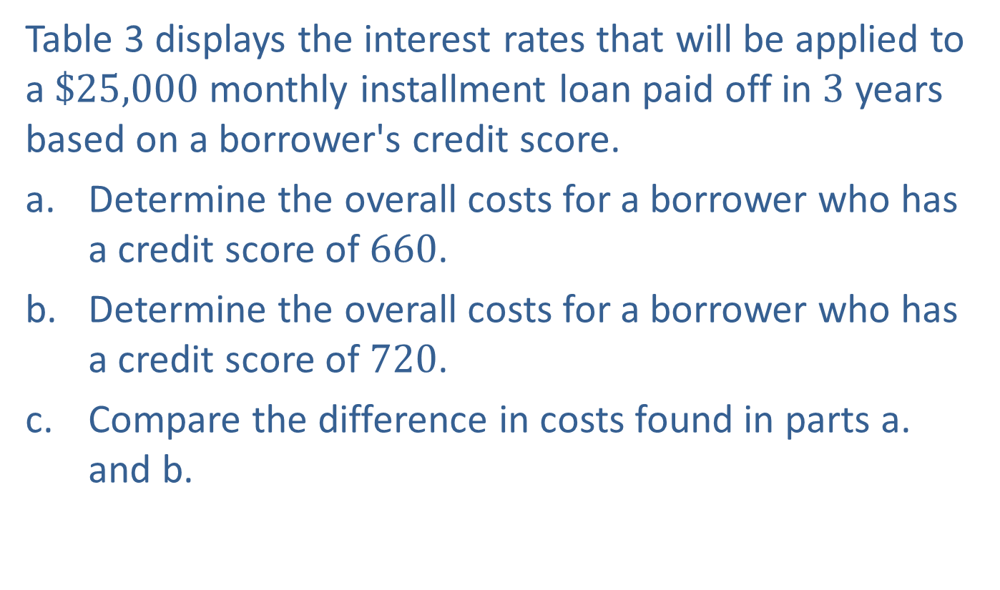 Table 3 displays the interest rates that will be applied to
a $25,000 monthly installment loan paid off in 3 years
based on a borrower's credit score.
a. Determine the overall costs for a borrower who has
a credit score of 660.
b. Determine the overall costs for a borrower who has
a credit score of 720.
c. Compare the difference in costs found in parts a.
and b.